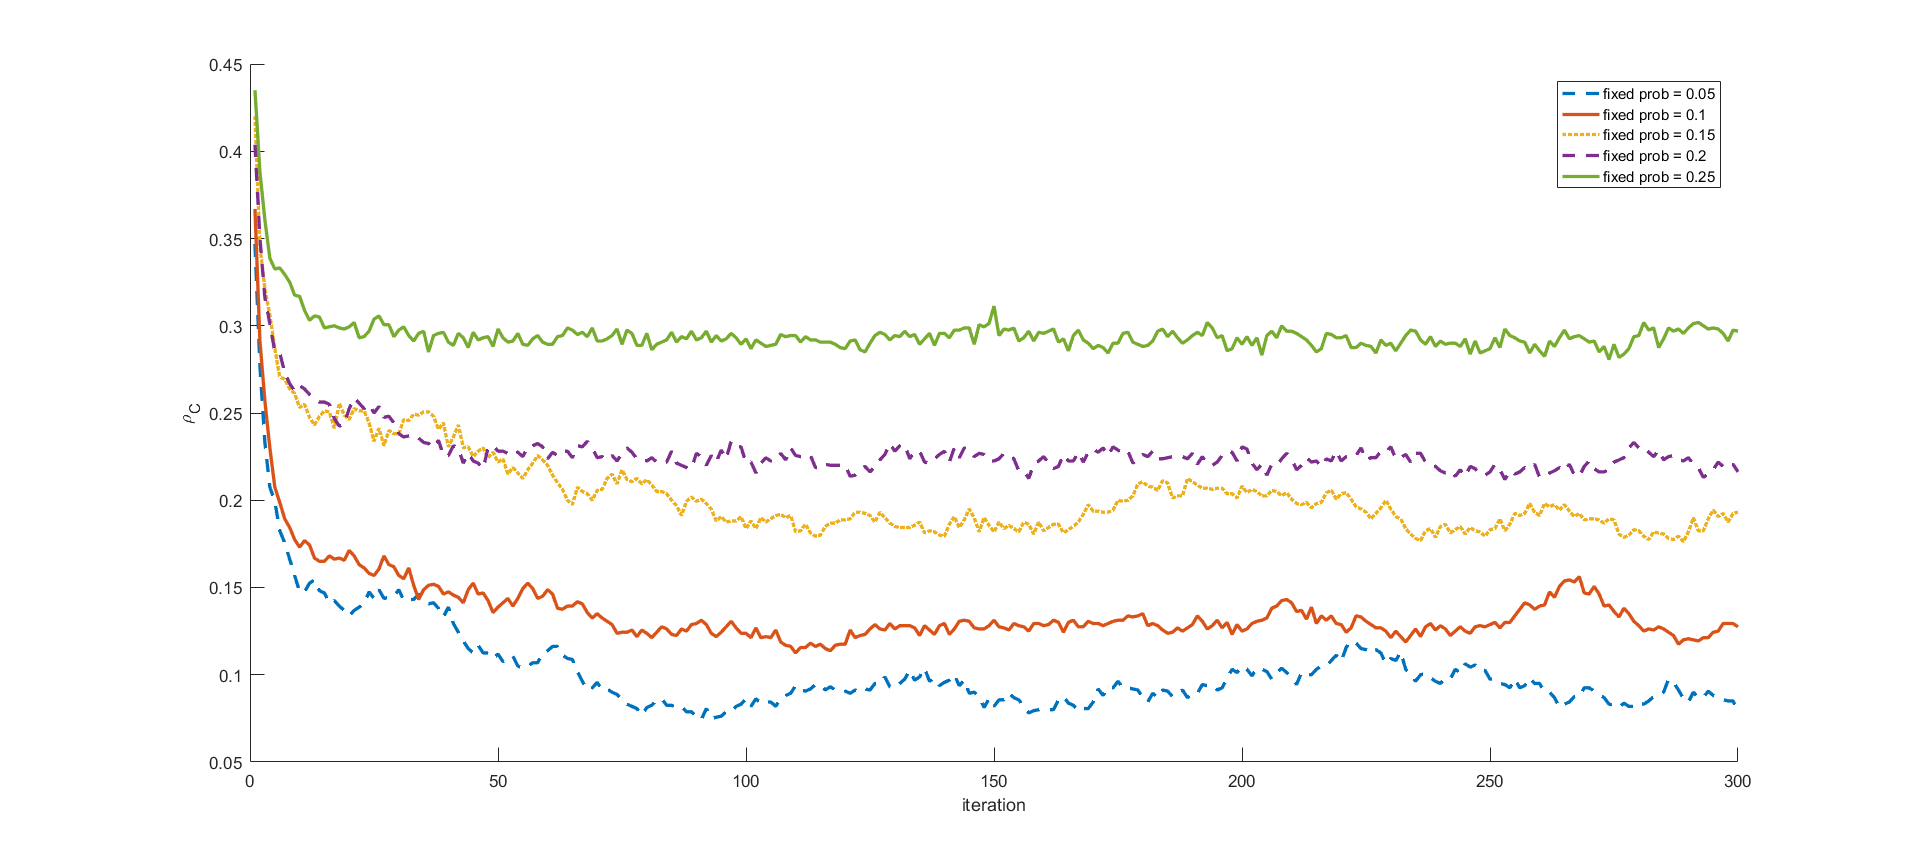 0.45
0.4
0.35
0.3
0.25
0.2
0.15
0.1
0.05
ρC
0 50 100 150 200 250 300
iteration
fixed prob = 0.05
fixed prob = 0.1
fixed prob = 0.15
fixed prob = 0.2
fixed prob = 0.25